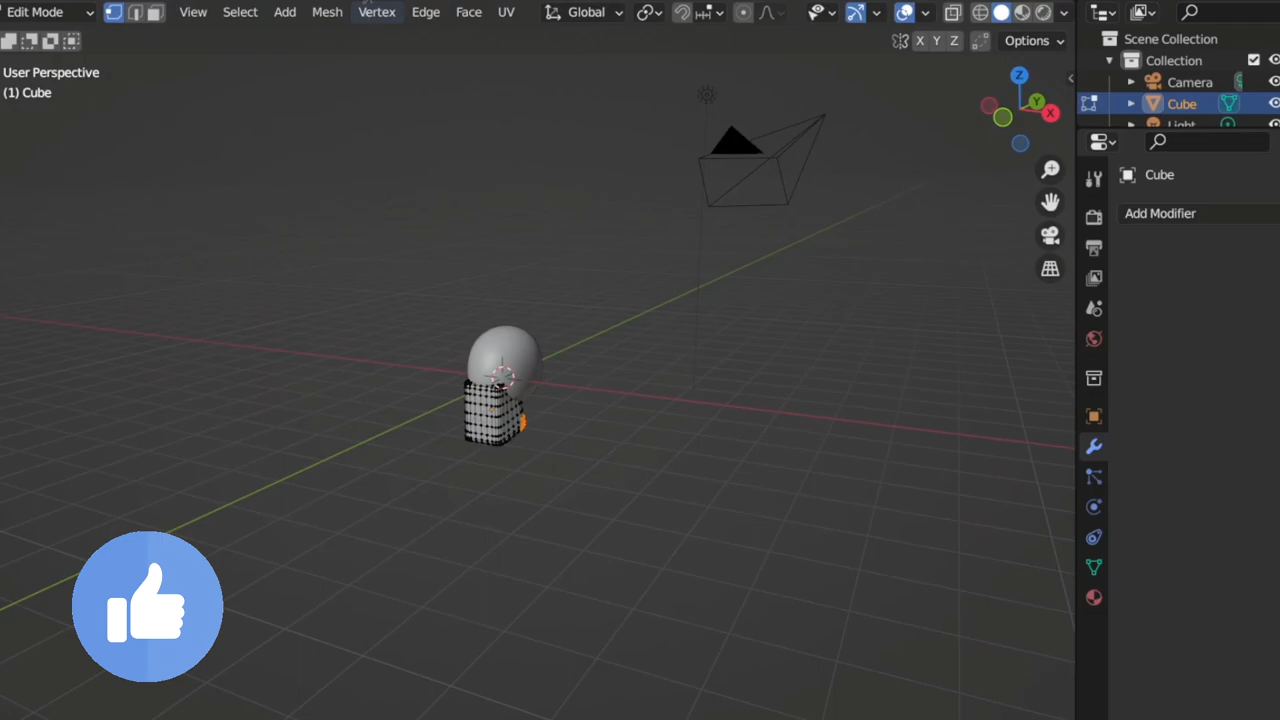 Edit Mode View Select Add Mesh Vertex Edge Face UV Global
X Y Z Options
User Perspective
(1) Cube
Z
Y
X
Scene Collection
Collection
Camera
Cube
Light
Cube
Add Modifier